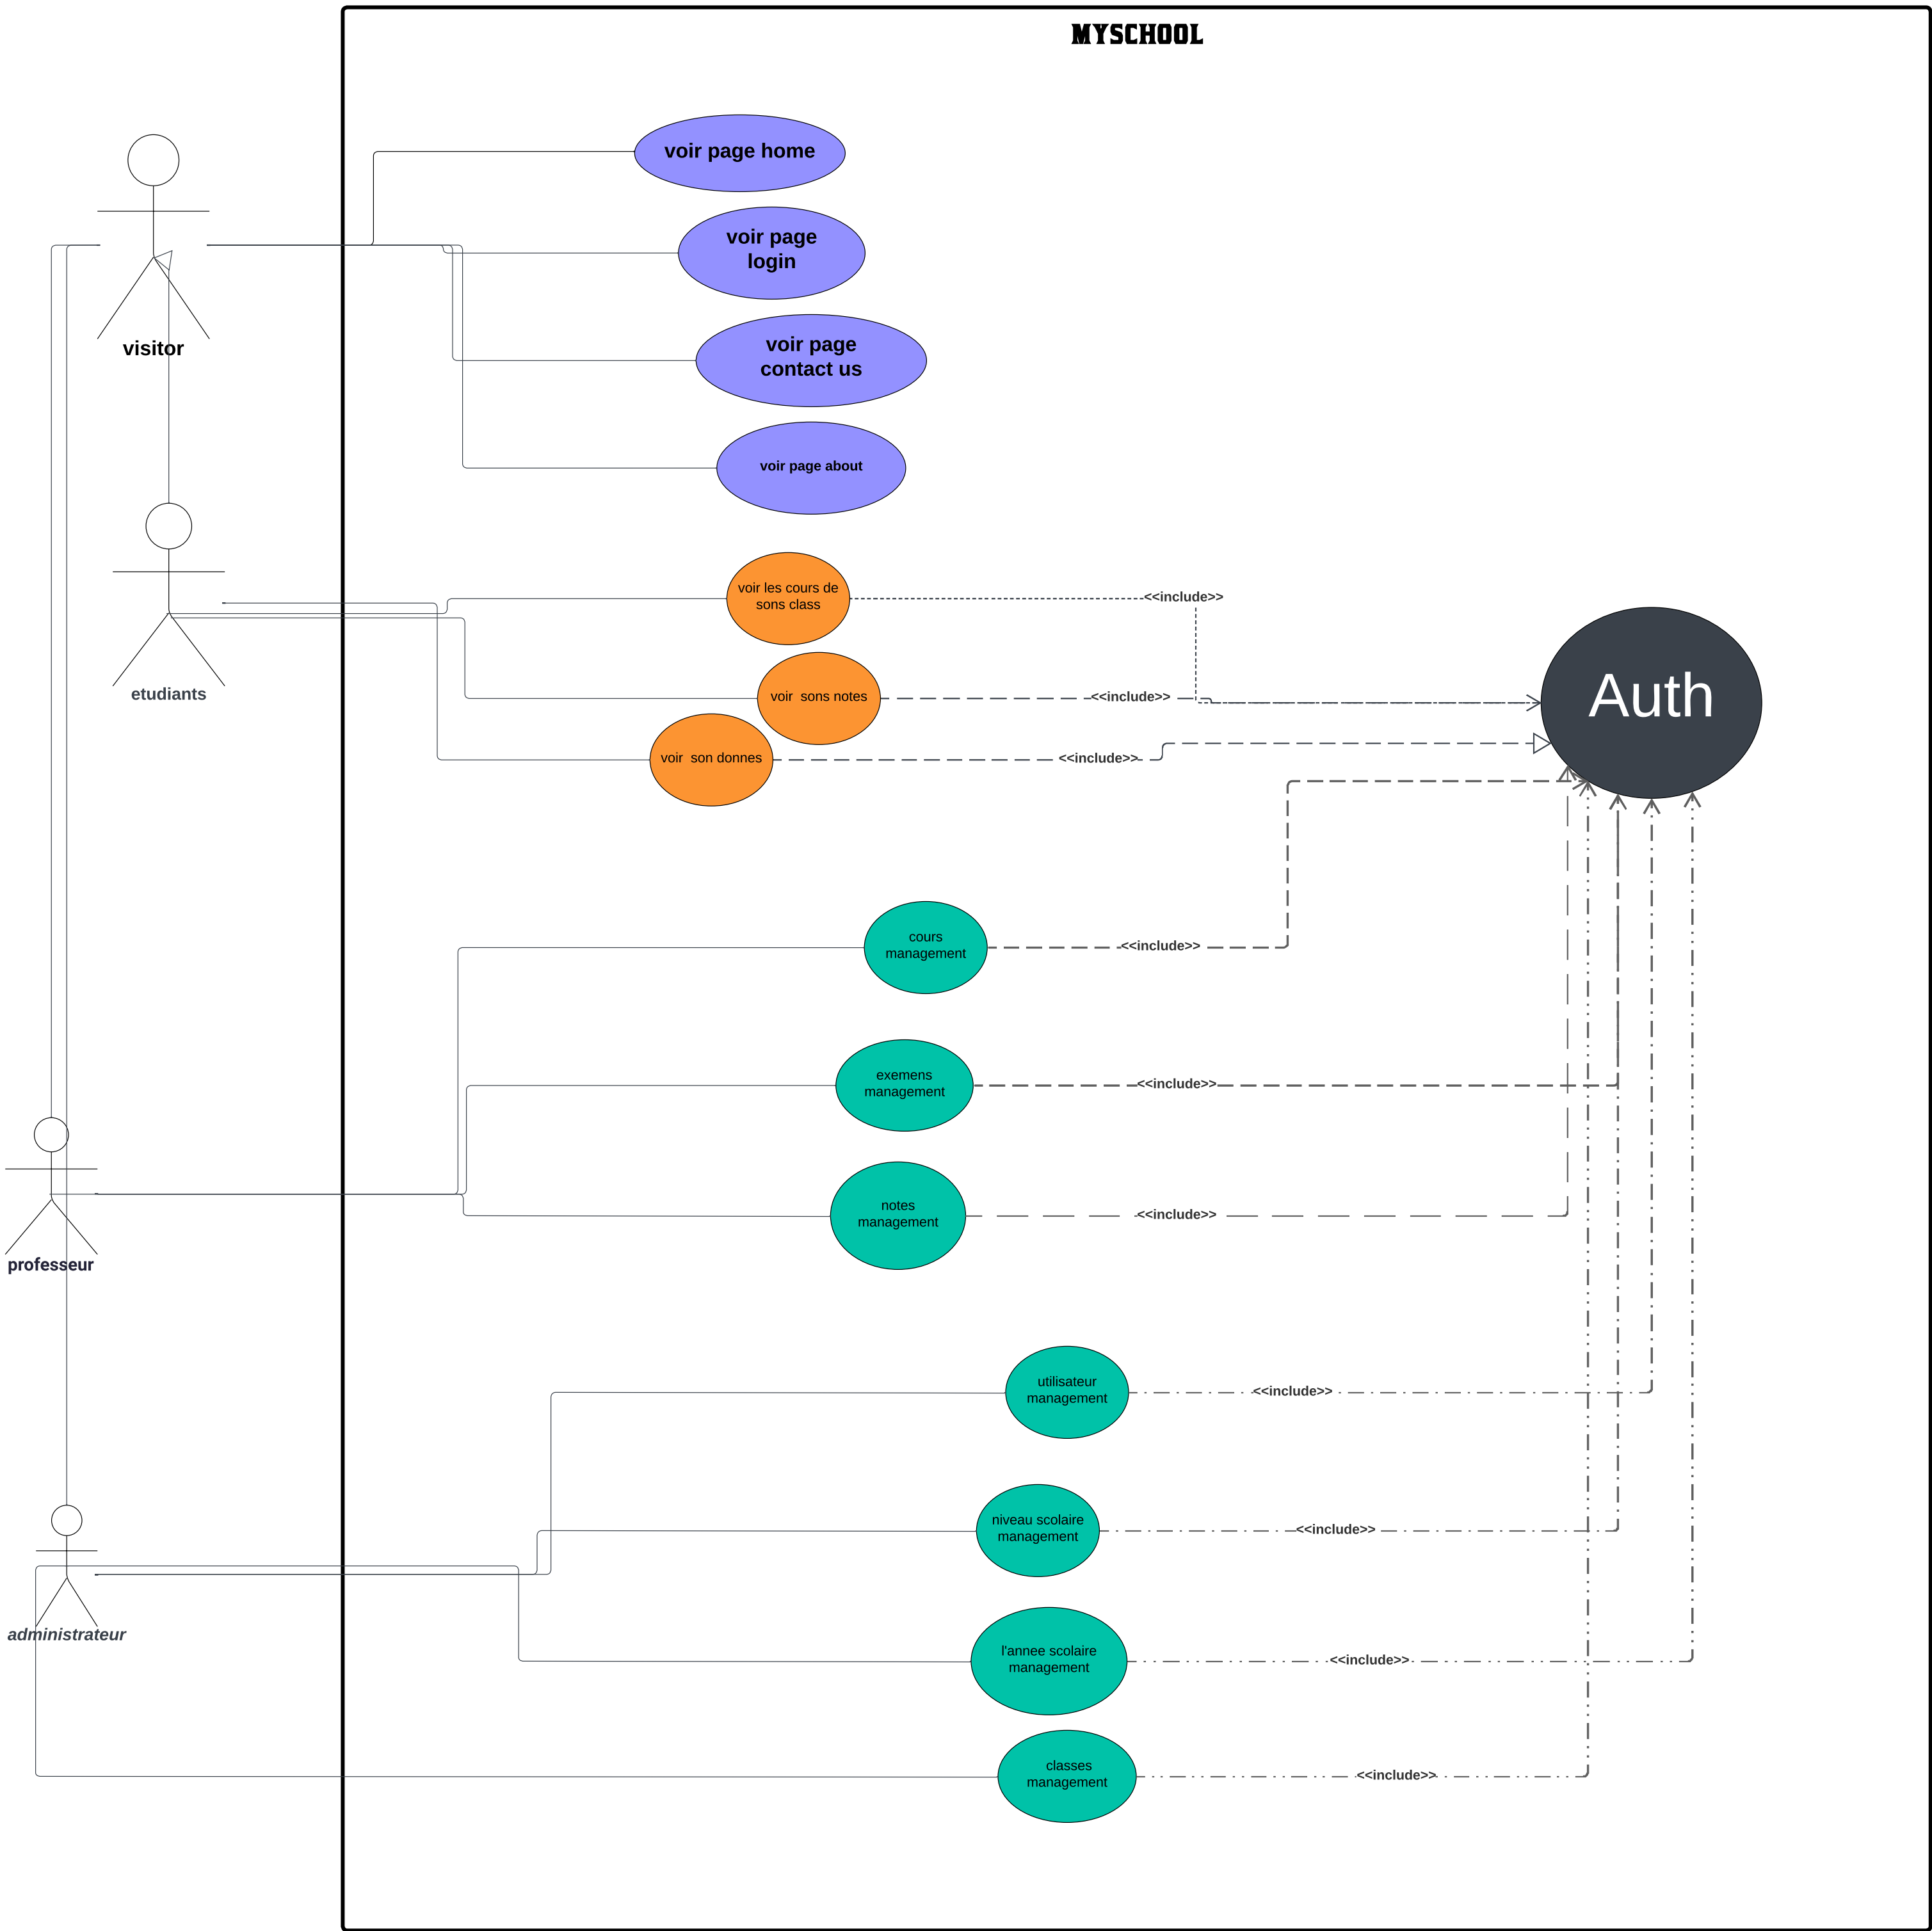 MYSCHOOL
voir page home
voir page
login
visitor
voir page
contact us
voir page about
voir les cours de
sons class
<<include>>
etudiants
voir  sons notes
<<include>>
Auth
voir  son donnes
<<include>>
cours
management
<<include>>
exemens
management
<<include>>
notes
management
<<include>>
professeur
utilisateur
management
<<include>>
niveau scolaire
management
<<include>>
administrateur
l'annee scolaire
management
<<include>>
classes
management
<<include>>